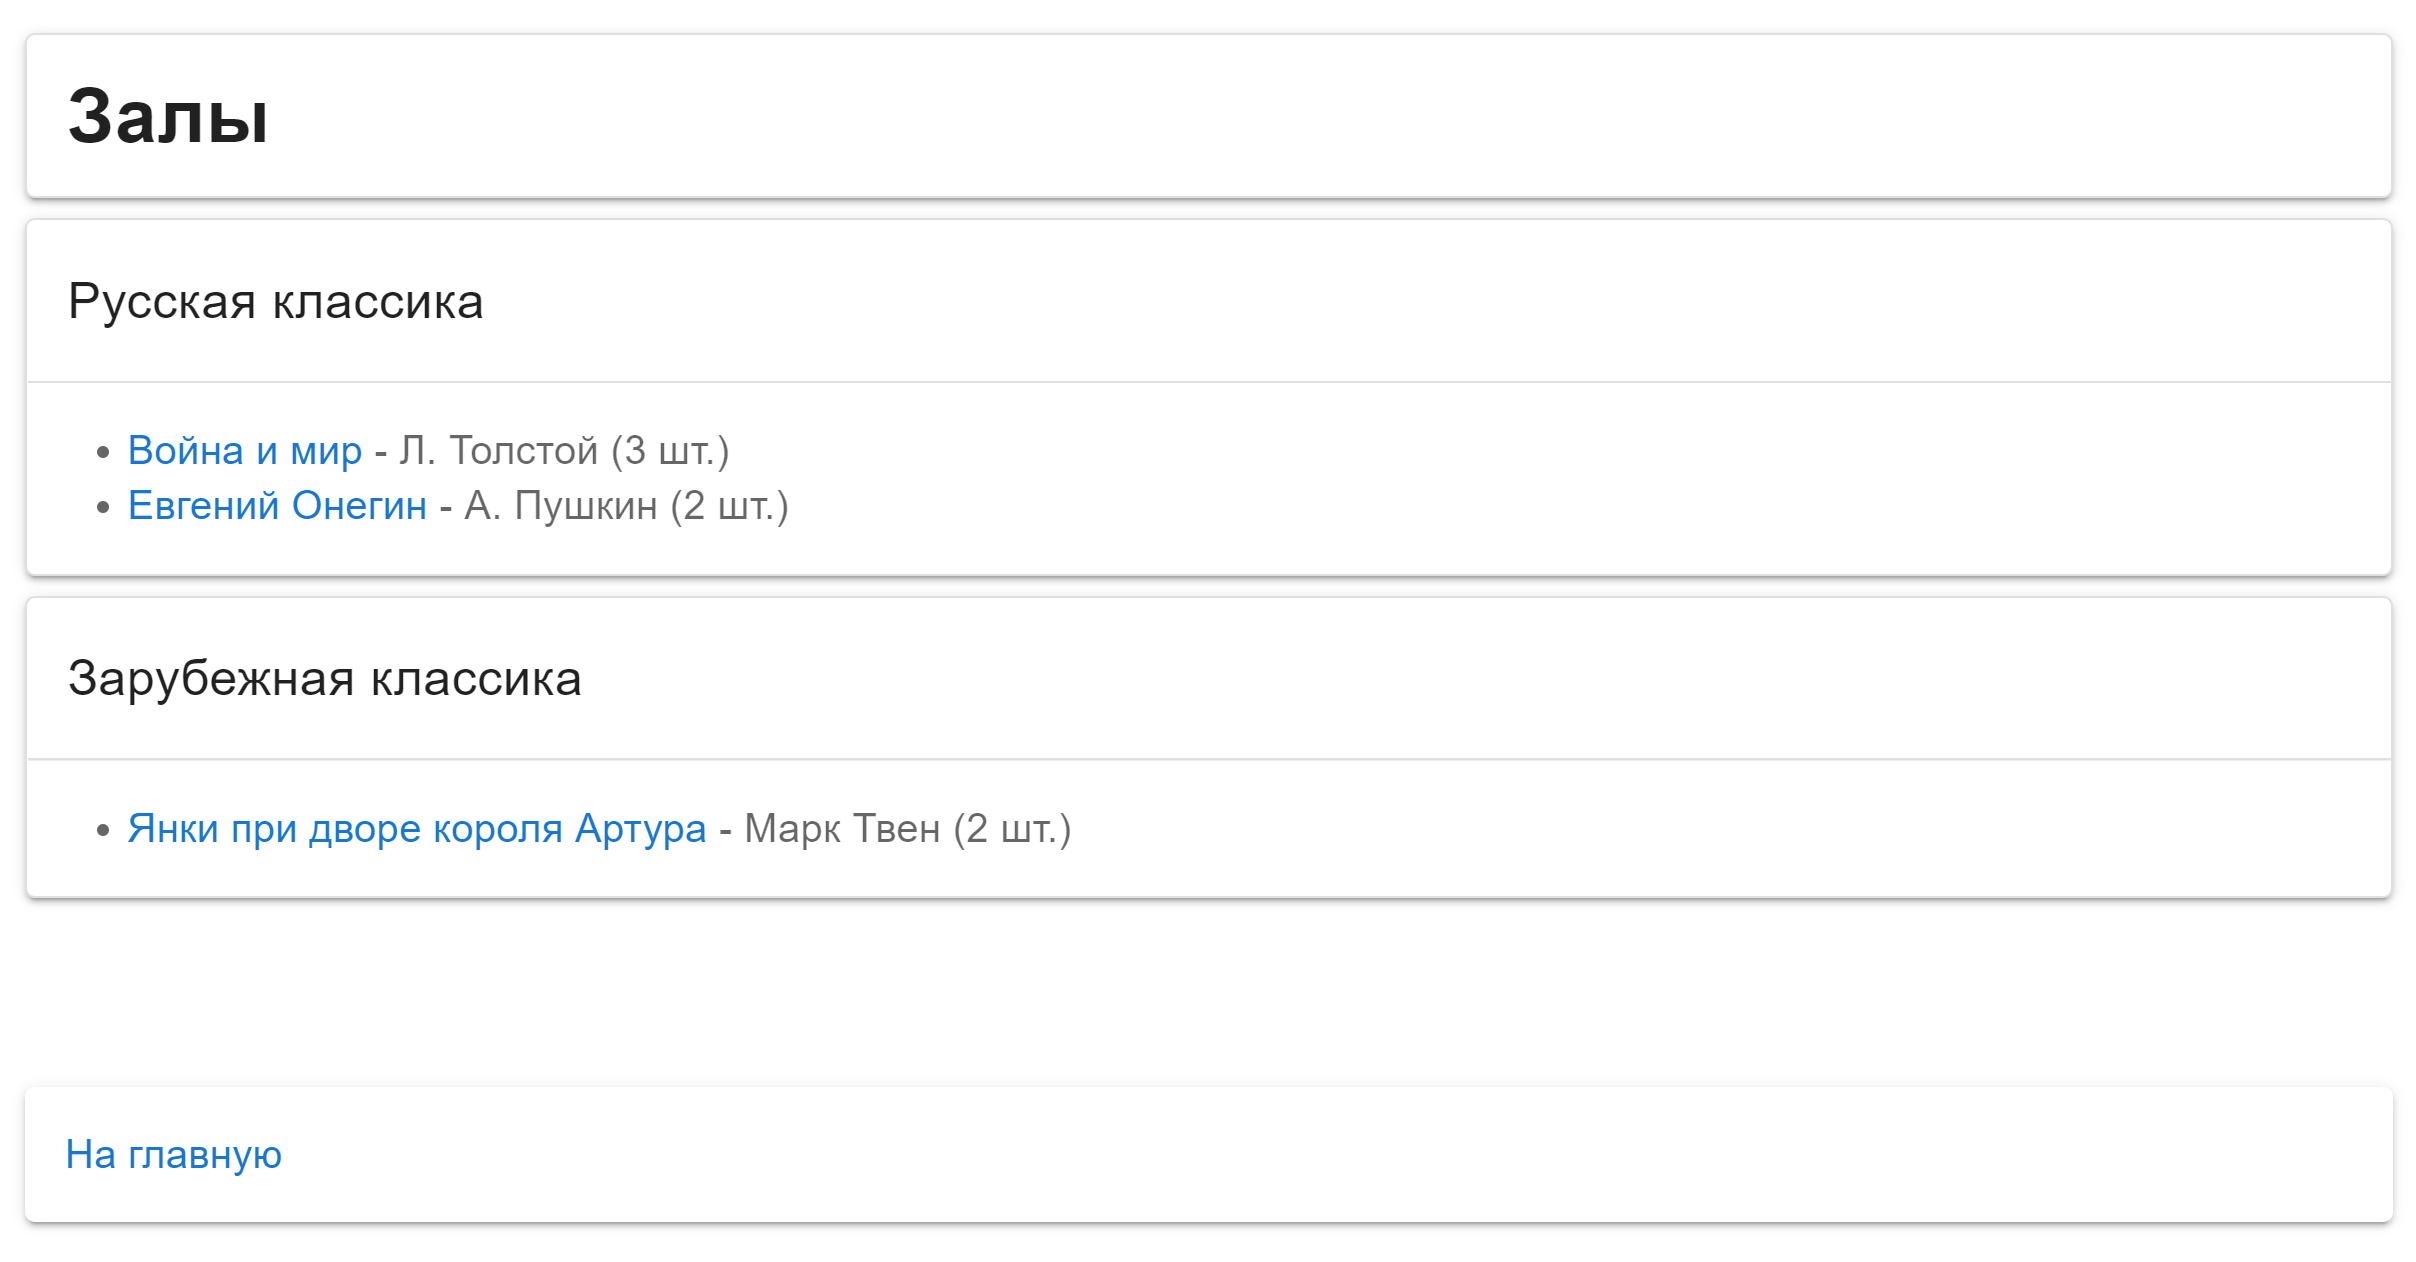 Залы
Русская классика
Война и мир - Л. Толстой (3 шт.)
Евгений Онегин - А. Пушкин (2 шт.)
Зарубежная классика
Янки при дворе короля Артура - Марк Твен (2 шт.)
На главную